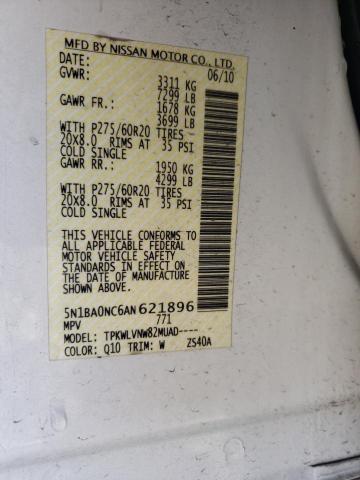 MFD BY NISSAN MOTOR CO., LTD.
DATE: 06/10
GVWR: 3311 KG
7299 LB
GAWR FR.: 1678 KG
3699 LB
WITH P275/60R20 TIRES
20X8.0 RIMS AT 35 PSI
COLD SINGLE
GAWR RR.: 1950 KG
4299 LB
WITH P275/60R20 TIRES
20X8.0 RIMS AT 35 PSI
COLD SINGLE
THIS VEHICLE CONFORMS TO
ALL APPLICABLE FEDERAL
MOTOR VEHICLE SAFETY
STANDARDS IN EFFECT ON
THE DATE OF MANUFACTURE
SHOWN ABOVE.
5N1BA0NC6AN621896
MPV 771
MODEL: TPKWLVNW82MUAD----
COLOR: Q10 TRIM: W ZS40A